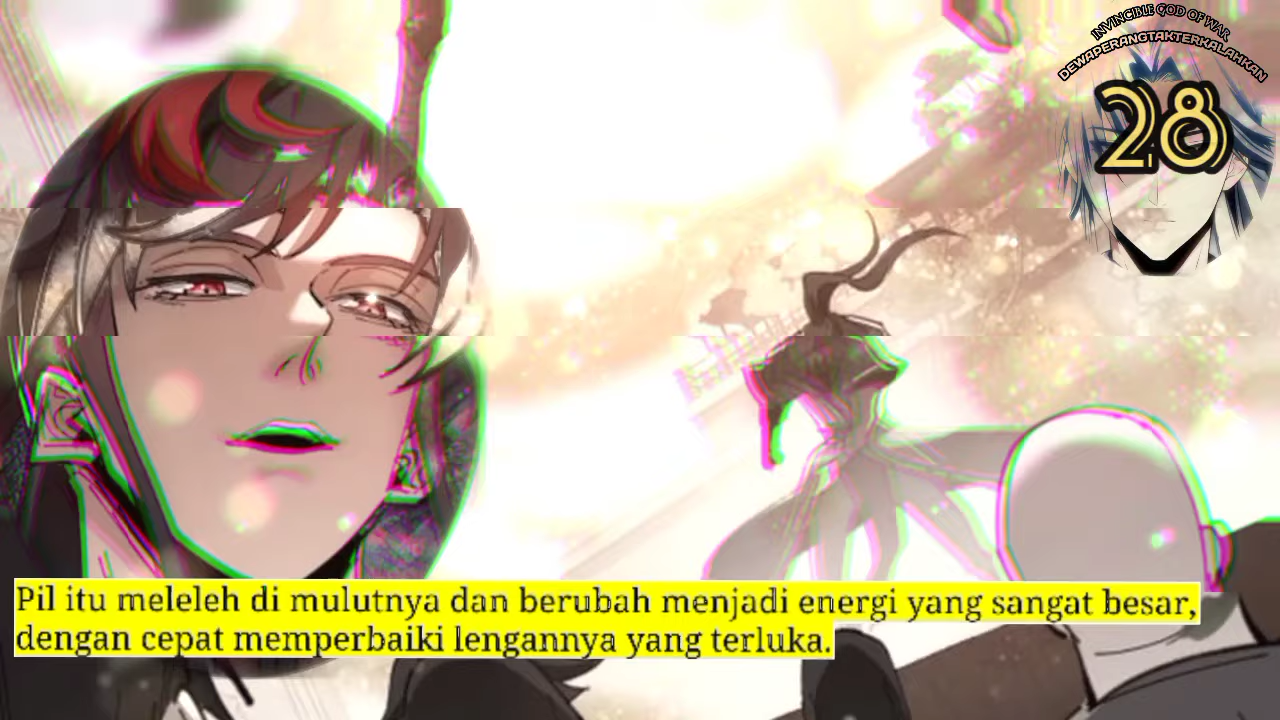 INVINCIBLE GOD OF WAR
DEWAPERANGTAKTERKALAHKAN
28
Pil itu meleleh di mulutnya dan berubah menjadi energi yang sangat besar,
dengan cepat memperbaiki lengannya yang terluka.